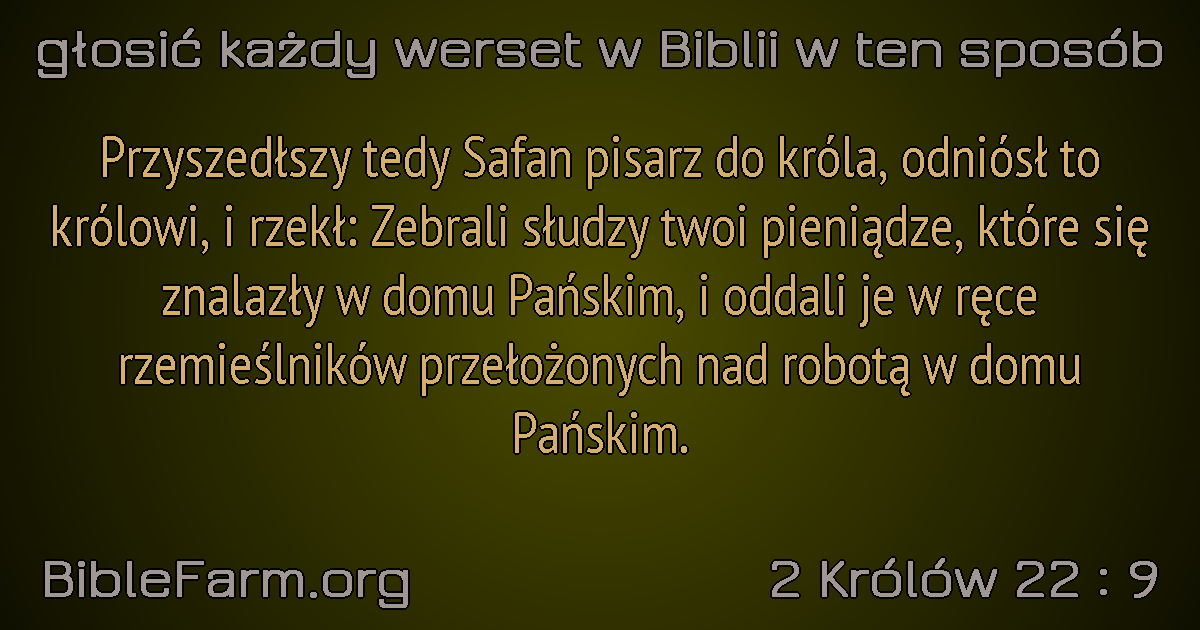 głosić każdy werset w Biblii w ten sposób
Przyszedłszy tedy Safan pisarz do króla, odniósł to
królowi, i rzekł: Zebrali słudzy twoi pieniądze, które się
znalazły w domu Pańskim, i oddali je w ręce
rzemieślników przełożonych nad robotą w domu
Pańskim.
BibleFarm.org
2 Królów 22 : 9